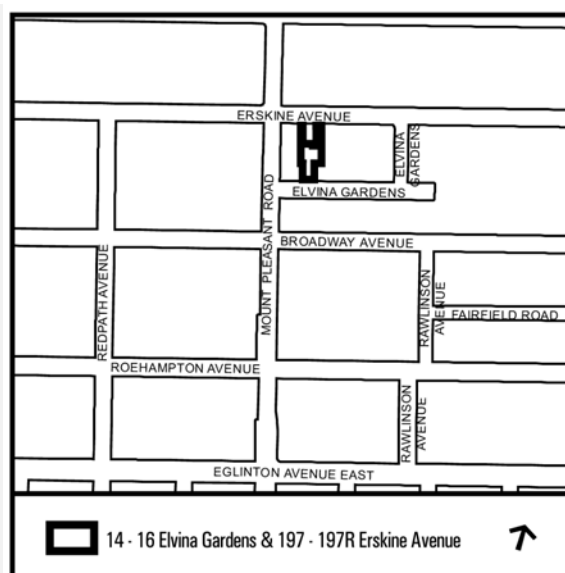 ERSKINE AVENUE
ELVINA
GARDENS
ELVINA GARDENS
MOUNT PLEASANT ROAD
BROADWAY AVENUE
REDPATH AVENUE
RAWLINSON
AVENUE
FAIRFIELD ROAD
ROEHAMPTON AVENUE
RAWLINSON
AVENUE
EGLINTON AVENUE EAST
14 - 16 Elvina Gardens & 197 - 197R Erskine Avenue